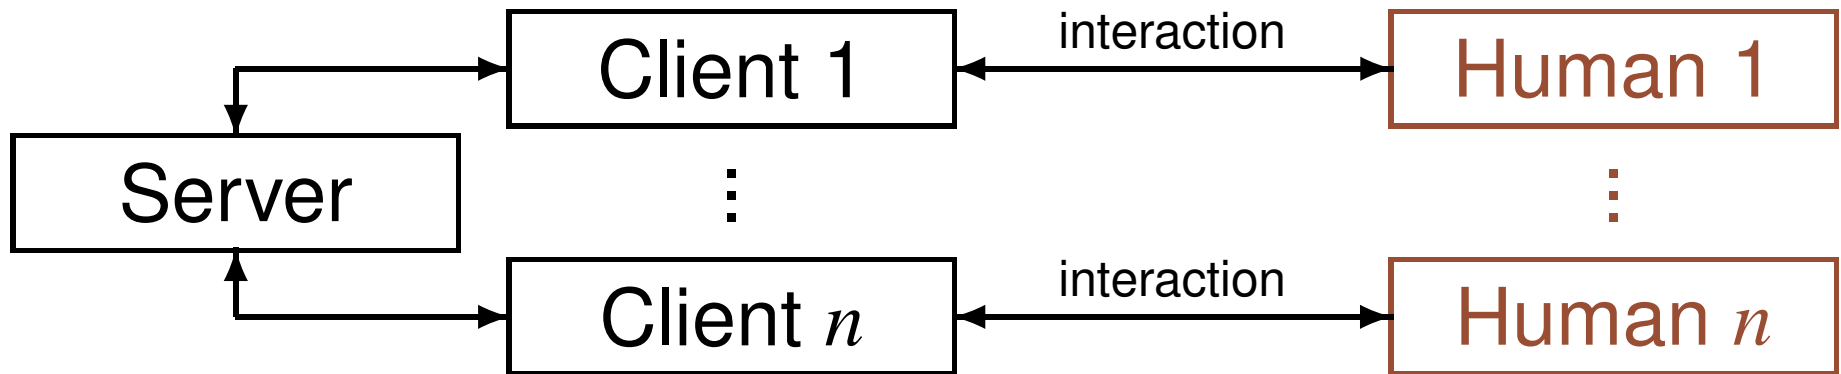 Client 1
interaction
Human 1
Server
Client n
interaction
Human n